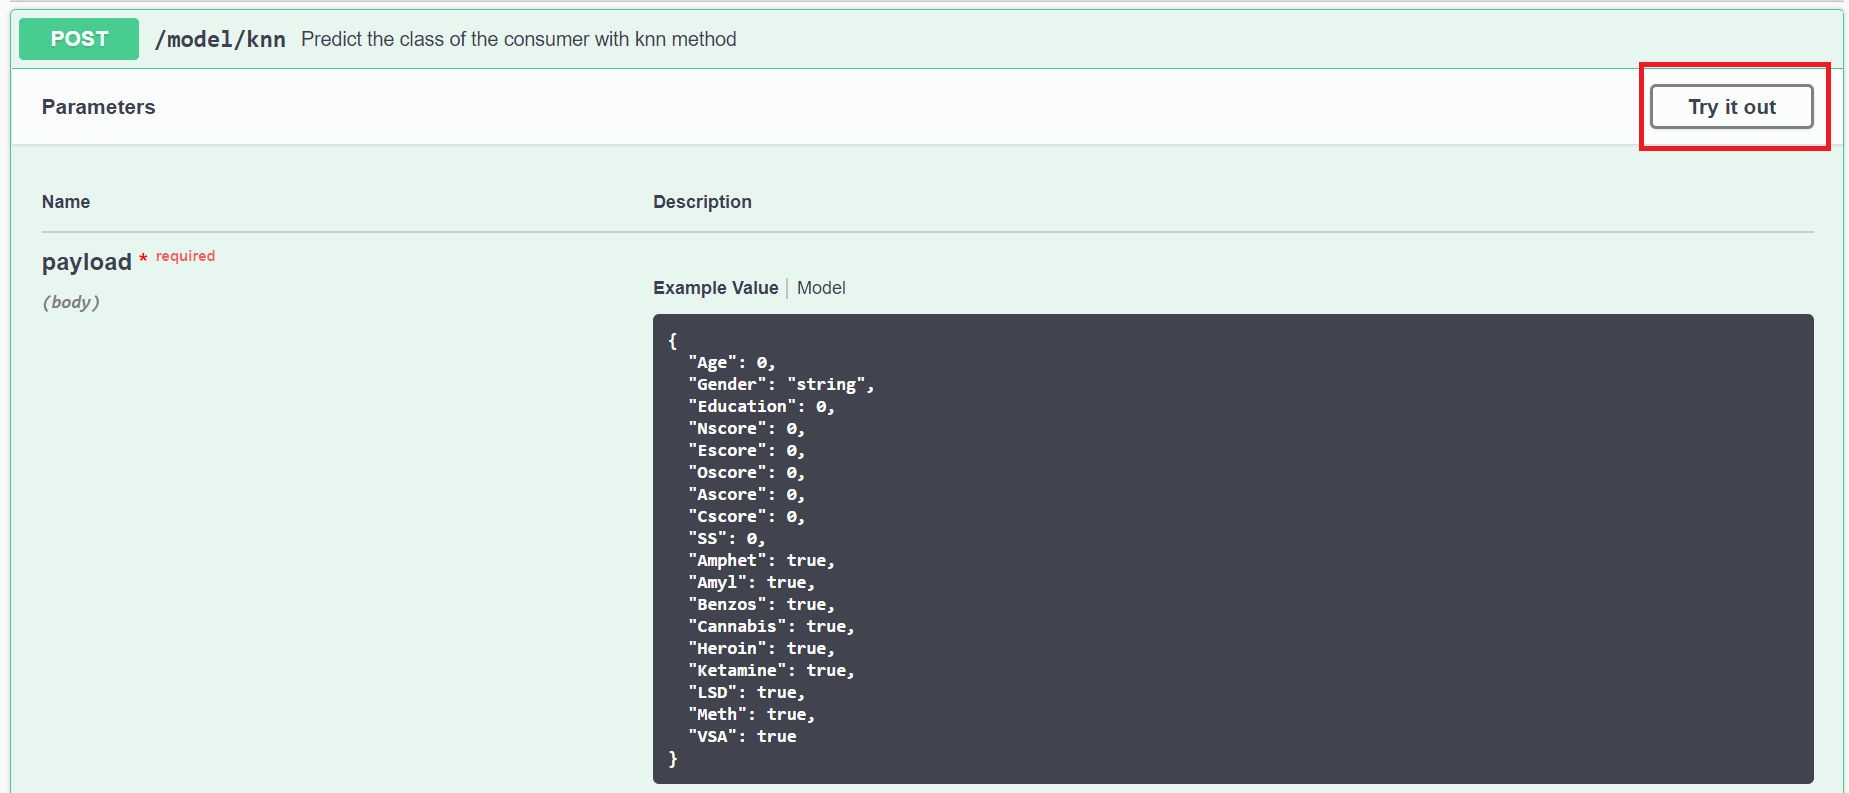 POST /model/knn Predict the class of the consumer with knn method
Parameters
Try it out
Name Description
payload * required
(body)
Example Value | Model
{
  "Age": 0,
  "Gender": "string",
  "Education": 0,
  "Nscore": 0,
  "Escore": 0,
  "Oscore": 0,
  "Ascore": 0,
  "Cscore": 0,
  "SS": 0,
  "Amphet": true,
  "Amyl": true,
  "Benzos": true,
  "Cannabis": true,
  "Heroin": true,
  "Ketamine": true,
  "LSD": true,
  "Meth": true,
  "VSA": true
}